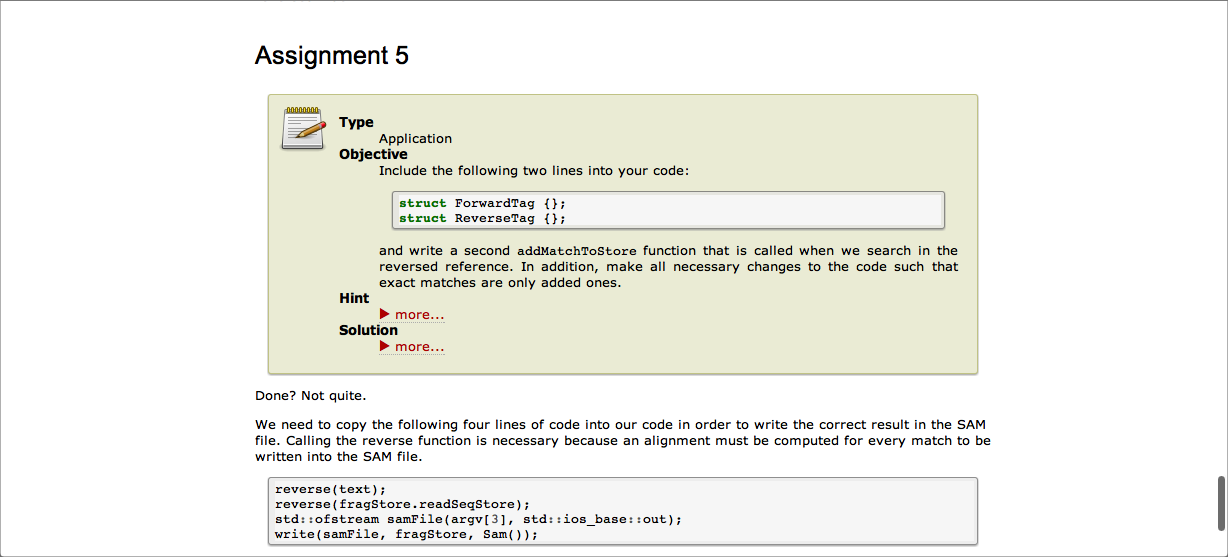 Assignment 5
Type
Application
Objective
Include the following two lines into your code:
struct ForwardTag {};
struct ReverseTag {};
and write a second addMatchToStore function that is called when we search in the
reversed reference. In addition, make all necessary changes to the code such that
exact matches are only added ones.
Hint
more...
Solution
more...
Done? Not quite.
We need to copy the following four lines of code into our code in order to write the correct result in the SAM
file. Calling the reverse function is necessary because an alignment must be computed for every match to be
written into the SAM file.
reverse(text);
reverse(fragStore.readSeqStore);
std::ofstream samFile(argv[3], std::ios_base::out);
write(samFile, fragStore, Sam());